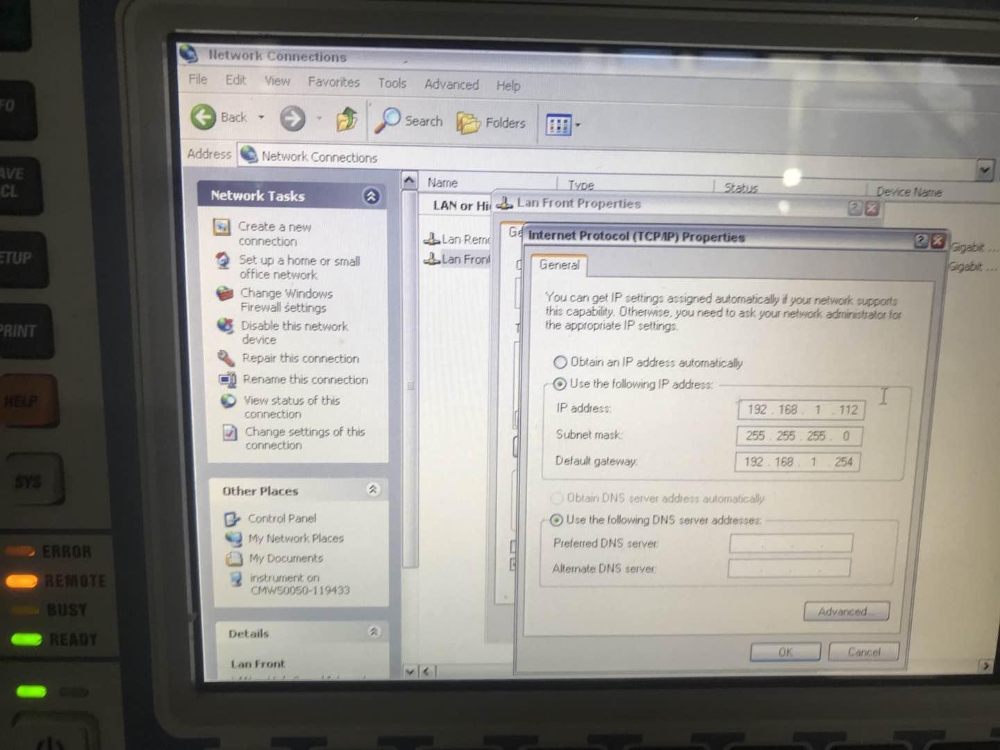 Network Connections
File Edit View Favorites Tools Advanced Help
Back Search Folders
Address Network Connections
Network Tasks
Create a new
connection
Set up a home or small
office network
Change Windows
Firewall settings
Disable this network
device
Repair this connection
Rename this connection
View status of this
connection
Change settings of this
connection
Other Places
Control Panel
My Network Places
My Documents
instrument on
CMW50050-119433
Details
Lan Front
Name Type Status Device Name
LAN or Hi
Lan Remo
Lan Front
Gigabit ...
Gigabit ...
Lan Front Properties
Ge
Internet Protocol (TCP/IP) Properties
General
You can get IP settings assigned automatically if your network supports
this capability. Otherwise, you need to ask your network administrator for
the appropriate IP settings.
Obtain an IP address automatically
Use the following IP address:
IP address: 192 . 168 . 1 . 112
Subnet mask: 255 . 255 . 255 . 0
Default gateway: 192 . 168 . 1 . 254
Obtain DNS server address automatically
Use the following DNS server addresses:
Preferred DNS server:
Alternate DNS server:
Advanced...
OK Cancel
FO
AVE
CL
ETUP
PRINT
HELP
SYS
ERROR
REMOTE
BUSY
READY